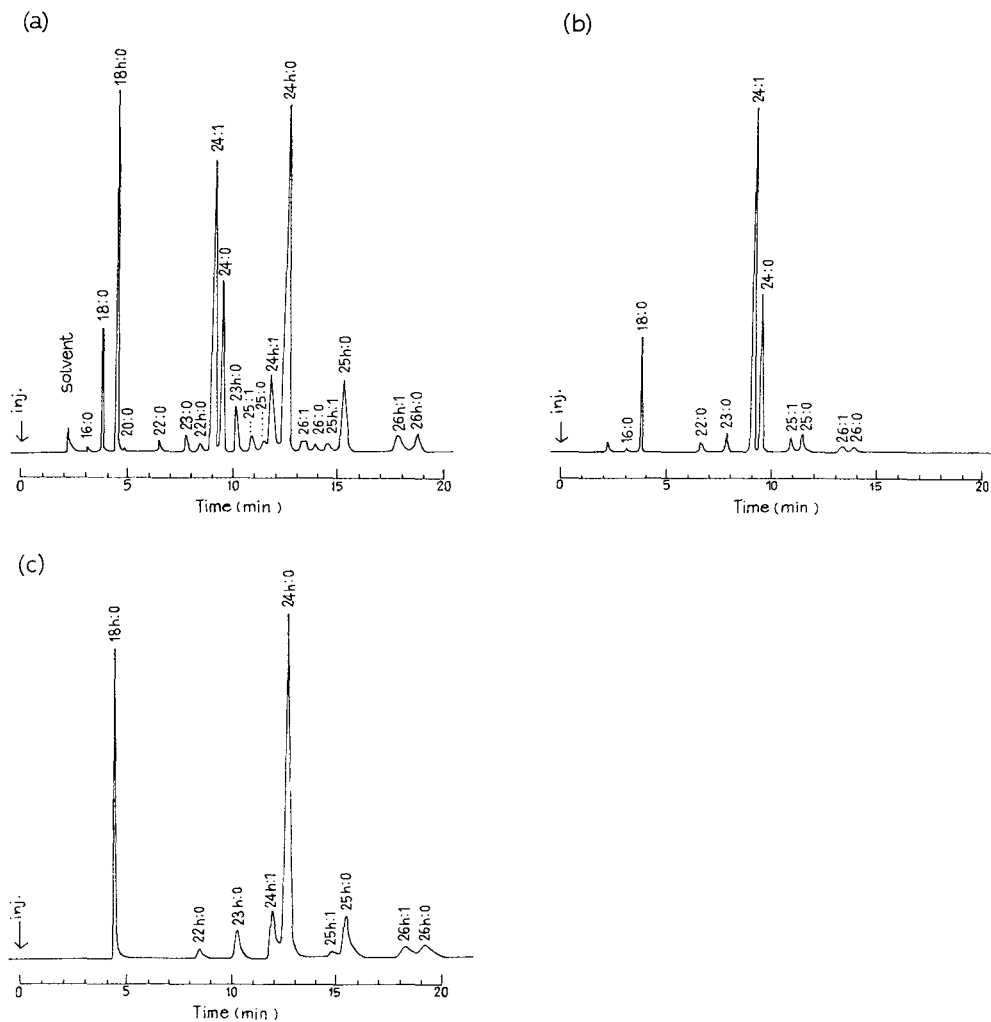 (a)
inj.
solvent
16:0
18:0
18h:0
20:0
22:0
23:0
22h:0
24:1
24:0
23h:0
25:1
25:0
24h:1
24h:0
26:1
26:0
25h:1
25h:0
26h:1
26h:0
0 5 10 15 20
Time (min)
(b)
inj.
16:0
18:0
22:0
23:0
24:1
24:0
25:1
25:0
26:1
26:0
0 5 10 15 20
Time (min)
(c)
inj.
18h:0
22h:0
23h:0
24h:1
24h:0
25h:1
25h:0
26h:1
26h:0
0 5 10 15 20
Time (min)